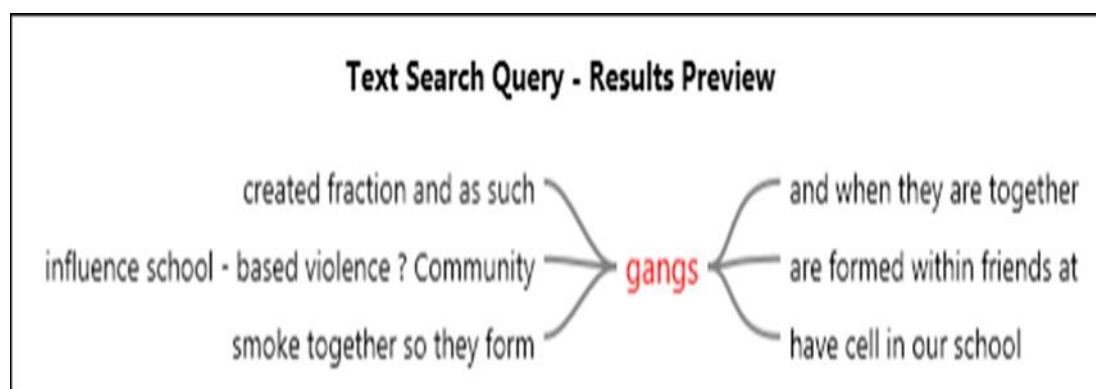 Text Search Query - Results Preview
created fraction and as such
influence school - based violence ? Community
smoke together so they form
gangs
and when they are together
are formed within friends at
have cell in our school